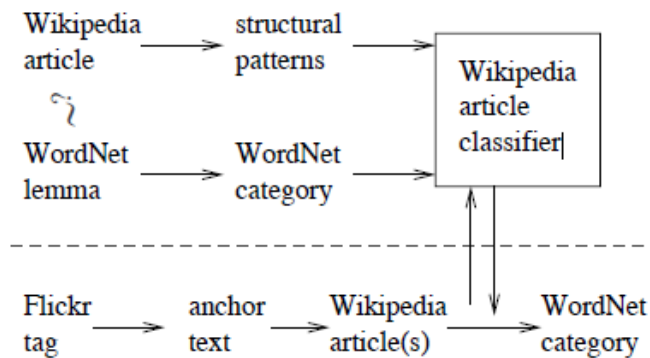 Wikipedia
article
structural
patterns
Wikipedia
article
classifier
?
WordNet
lemma
WordNet
category
Flickr
tag
anchor
text
Wikipedia
article(s)
WordNet
category